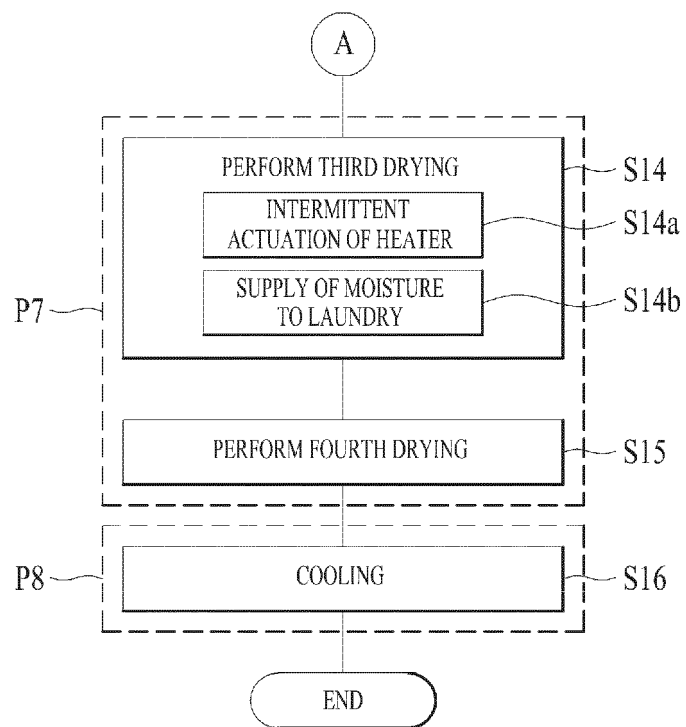 A
PERFORM THIRD DRYING
S14
INTERMITTENT
ACTUATION OF HEATER
S14a
SUPPLY OF MOISTURE
TO LAUNDRY
S14b
P7
PERFORM FOURTH DRYING
S15
P8
COOLING
S16
END